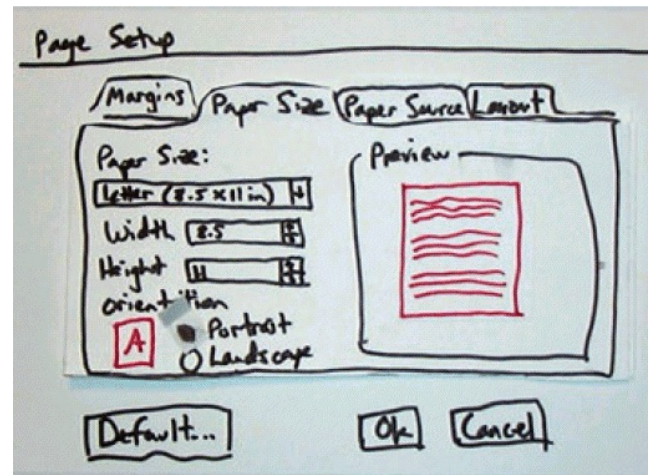 Page Setup
Margins Paper Size Paper Source Layout
Paper Size: Preview
Letter (8.5 x 11 in)
Width 8.5
Height 11
orientition
A Portrait
Landscape
Default... Ok Cancel